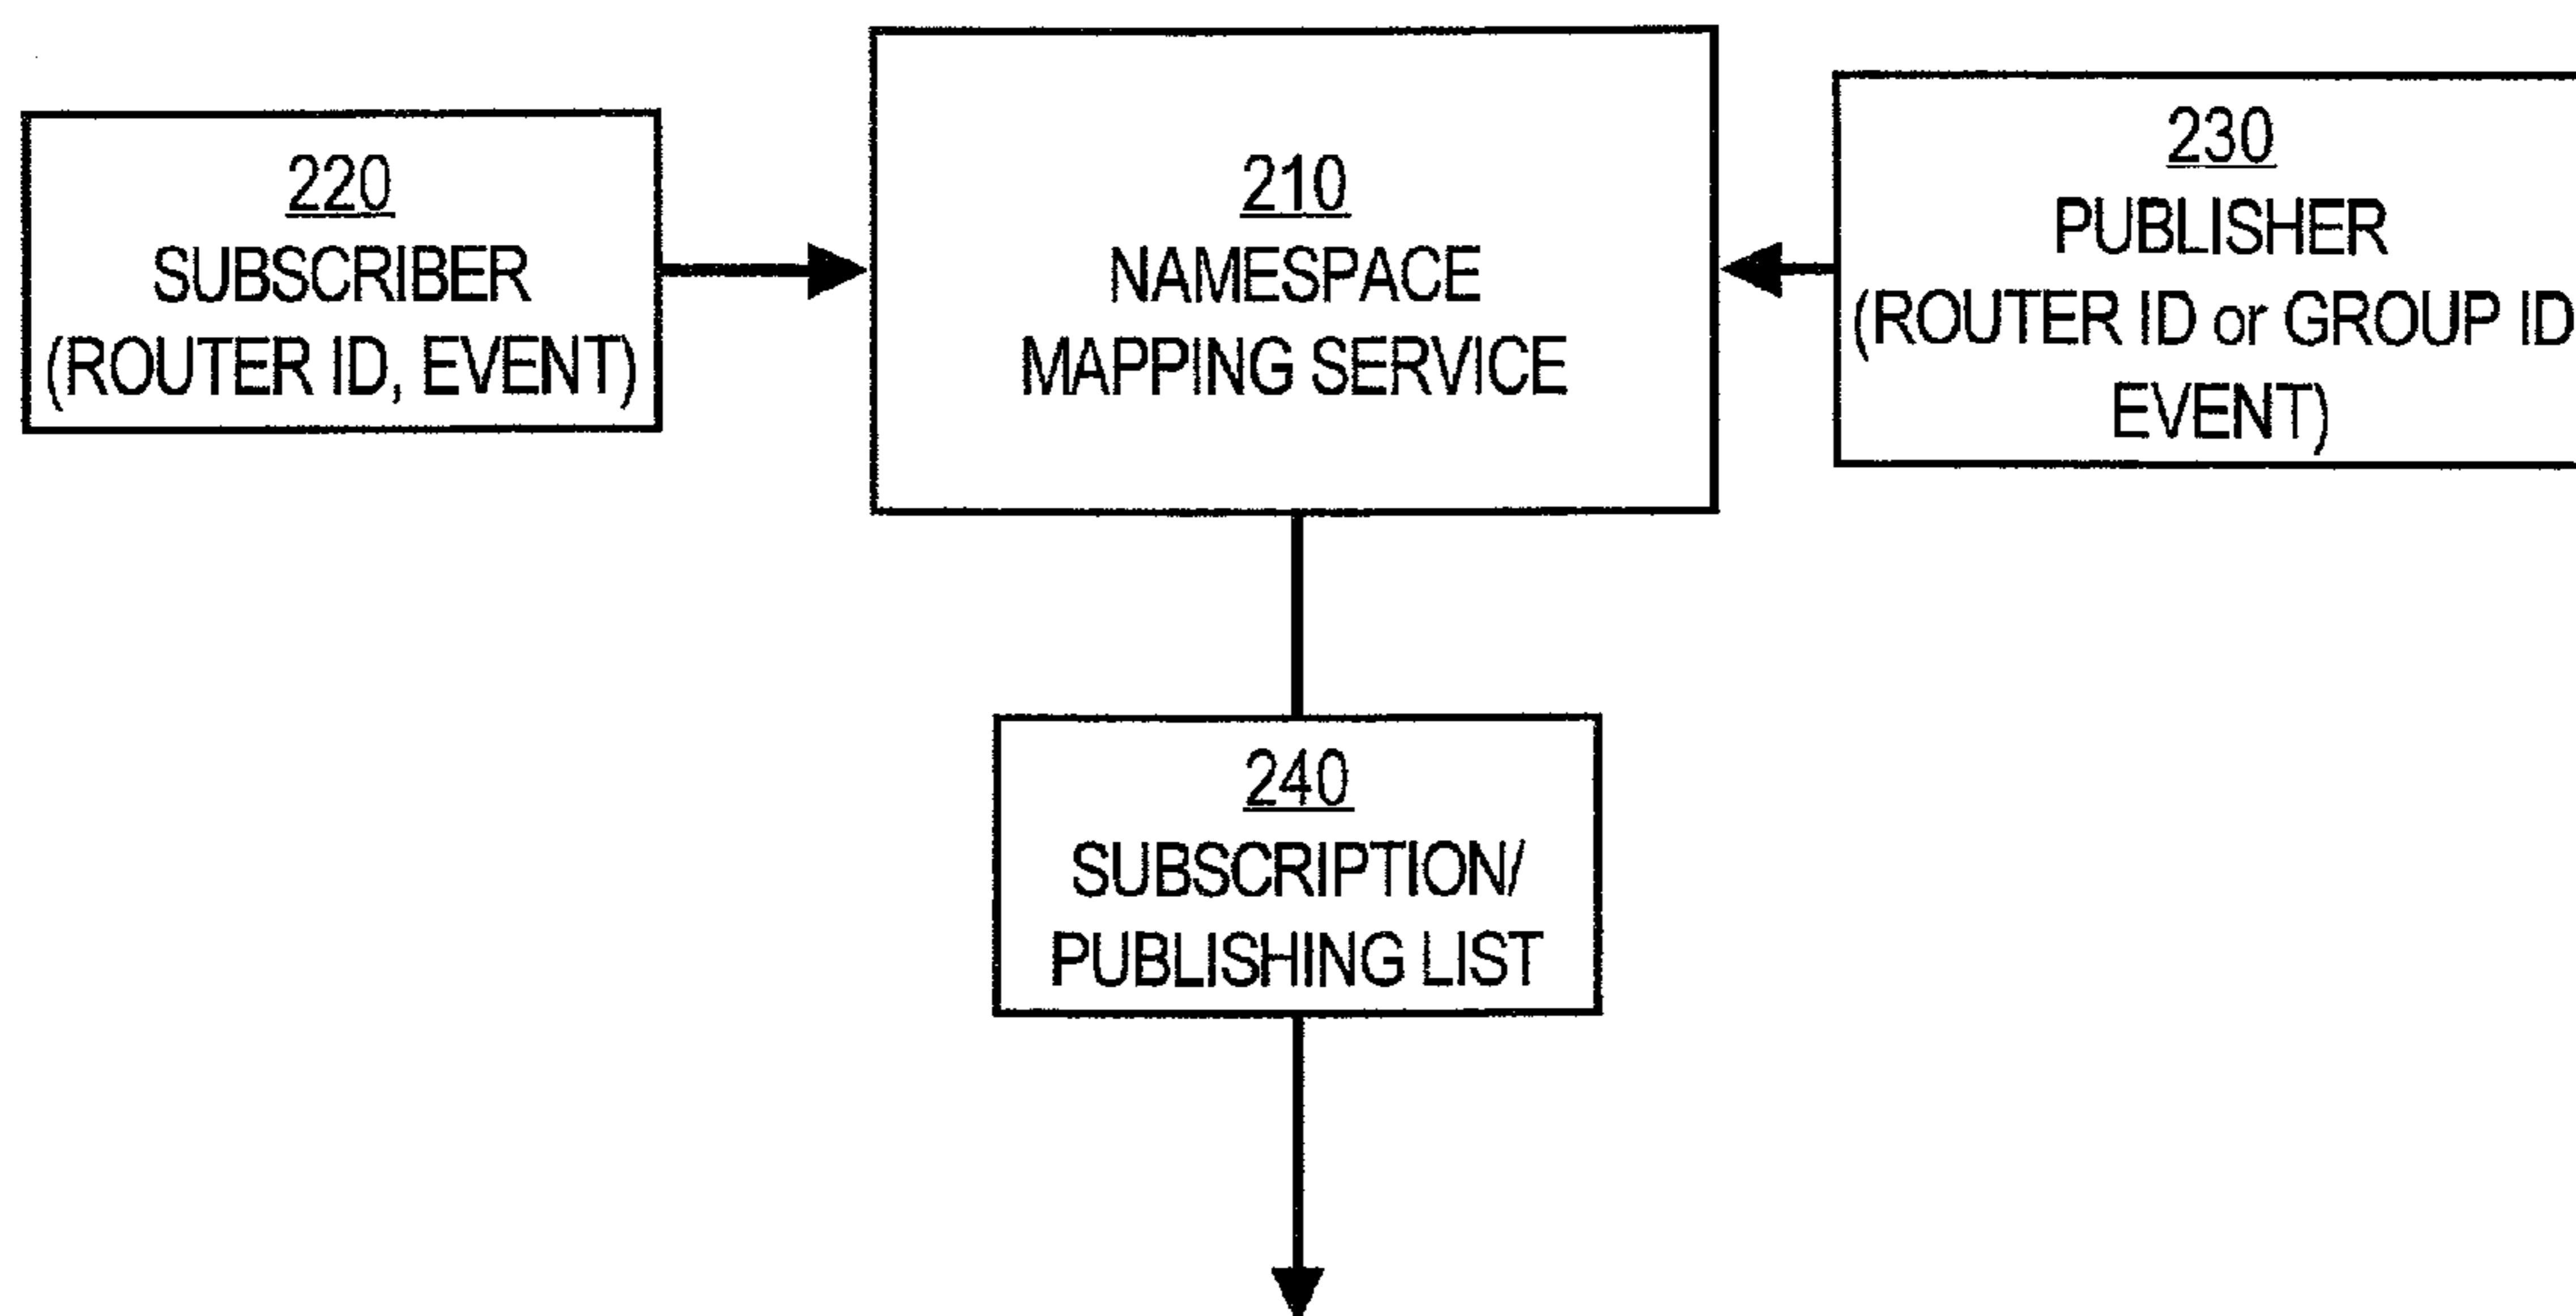 220
SUBSCRIBER
(ROUTER ID, EVENT)
210
NAMESPACE
MAPPING SERVICE
230
PUBLISHER
(ROUTER ID or GROUP ID
EVENT)
240
SUBSCRIPTION/
PUBLISHING LIST